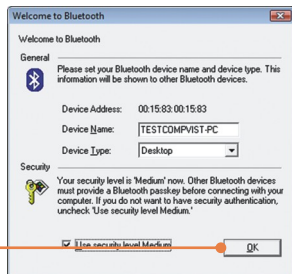 Welcome to Bluetooth
Welcome to Bluetooth
General
Please set your Bluetooth device name and device type. This
information will be shown to other Bluetooth devices.
Device Address: 00:15:83:00:15:83
Device Name: TESTCOMPVIST-PC
Device Type: Desktop
Security
Your security level is 'Medium' now. Other Bluetooth devices
must provide a Bluetooth passkey before connecting with your
computer. If you do not want to have security authentication,
uncheck 'Use security level Medium.'
Use security level Medium
OK